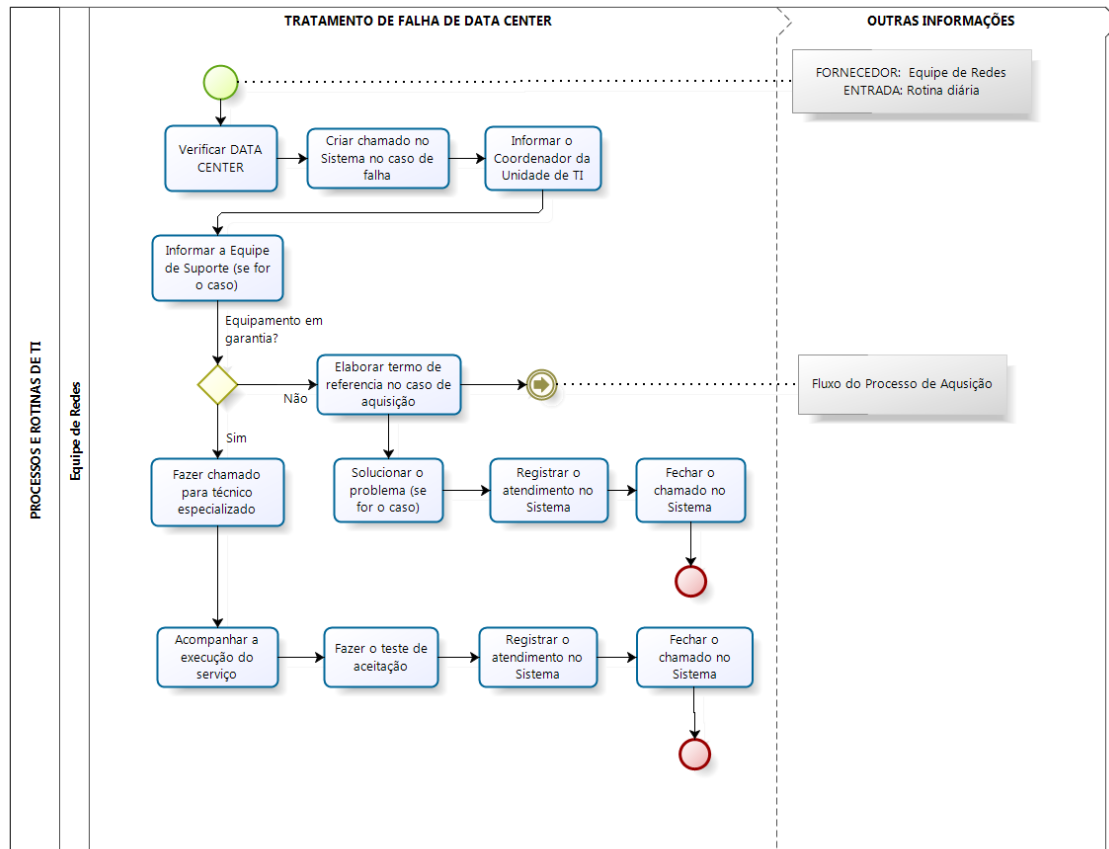 TRATAMENTO DE FALHA DE DATA CENTER
OUTRAS INFORMAÇÕES
PROCESSOS E ROTINAS DE TI
Equipe de Redes
FORNECEDOR:  Equipe de Redes
ENTRADA: Rotina diária
Verificar DATA
CENTER
Criar chamado no
Sistema no caso de
falha
Informar o
Coordenador da
Unidade de TI
Informar a Equipe
de Suporte (se for
o caso)
Equipamento em
garantia?
Não
Elaborar termo de
referencia no caso de
aquisição
Fluxo do Processo de Aqusição
Sim
Fazer chamado
para técnico
especializado
Solucionar o
problema (se
for o caso)
Registrar o
atendimento no
Sistema
Fechar o
chamado no
Sistema
Acompanhar a
execução do
serviço
Fazer o teste de
aceitação
Registrar o
atendimento no
Sistema
Fechar o
chamado no
Sistema